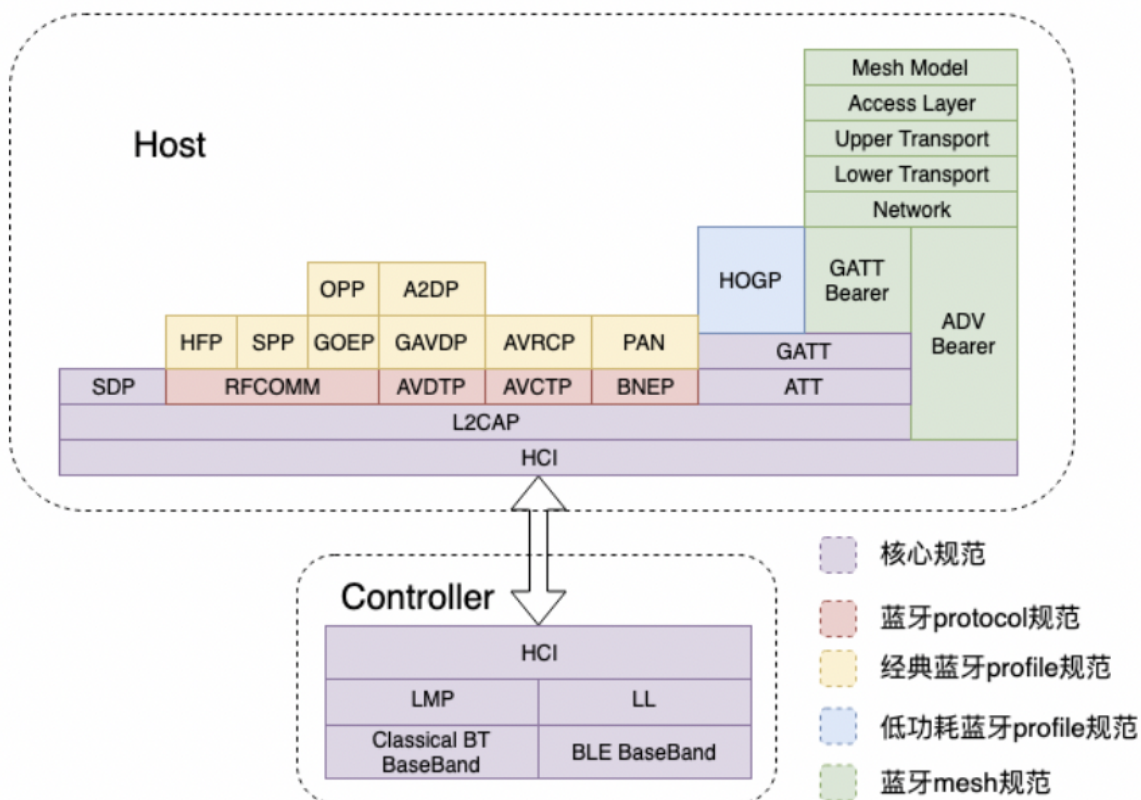 Host
Mesh Model
Access Layer
Upper Transport
Lower Transport
Network
HOGP
GATT
Bearer
ADV
Bearer
OPP
A2DP
HFP
SPP
GOEP
GAVDP
AVRCP
PAN
GATT
SDP
RFCOMM
AVDTP
AVCTP
BNEP
ATT
L2CAP
HCI
Controller
HCI
LMP
LL
Classical BT
BaseBand
BLE BaseBand
核心规范
蓝牙protocol规范
经典蓝牙profile规范
低功耗蓝牙profile规范
蓝牙mesh规范